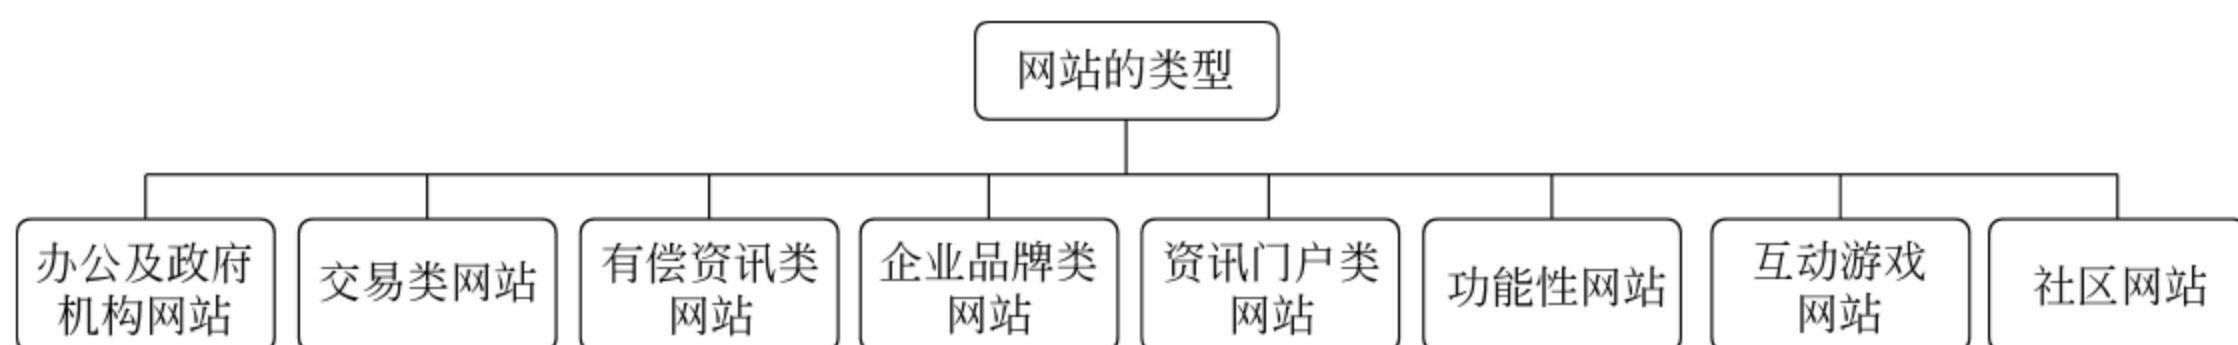 网站的类型
办公及政府
机构网站
交易类网站
有偿资讯类
网站
企业品牌类
网站
资讯门户类
网站
功能性网站
互动游戏
网站
社区网站